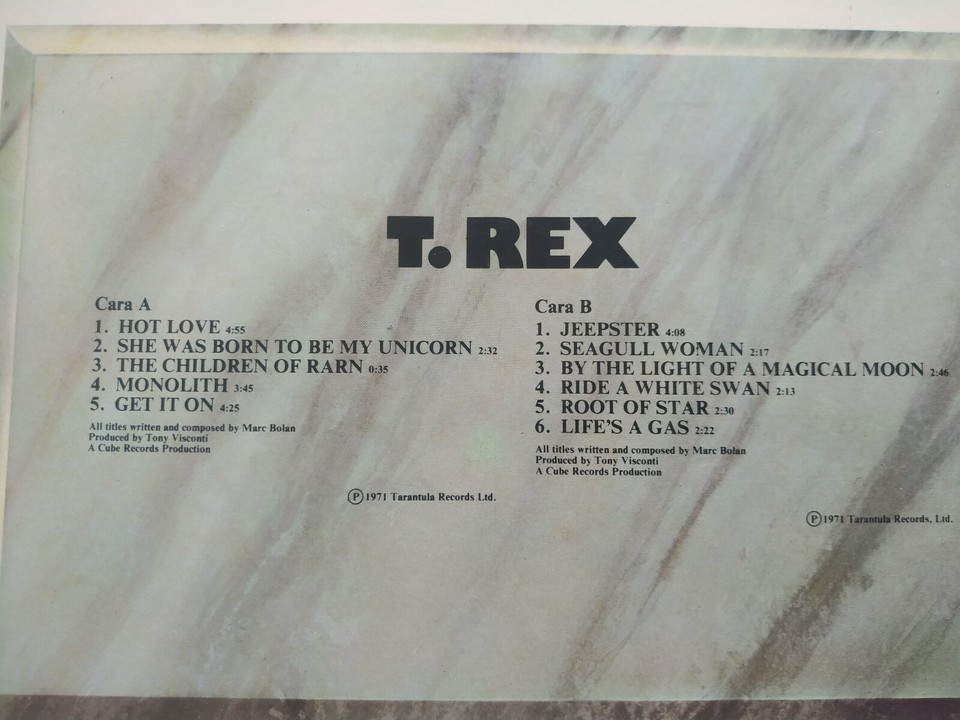 T. REX
Cara A
1. HOT LOVE 4:55
2. SHE WAS BORN TO BE MY UNICORN 2:32
3. THE CHILDREN OF RARN 0:35
4. MONOLITH 3:45
5. GET IT ON 4:25
All titles written and composed by Marc Bolan
Produced by Tony Visconti
A Cube Records Production
Ⓟ 1971 Tarantula Records Ltd.
Cara B
1. JEEPSTER 4:08
2. SEAGULL WOMAN 2:17
3. BY THE LIGHT OF A MAGICAL MOON 2:46
4. RIDE A WHITE SWAN 2:13
5. ROOT OF STAR 2:30
6. LIFE'S A GAS 2:22
All titles written and composed by Marc Bolan
Produced by Tony Visconti
A Cube Records Production
Ⓟ 1971 Tarantula Records, Ltd.